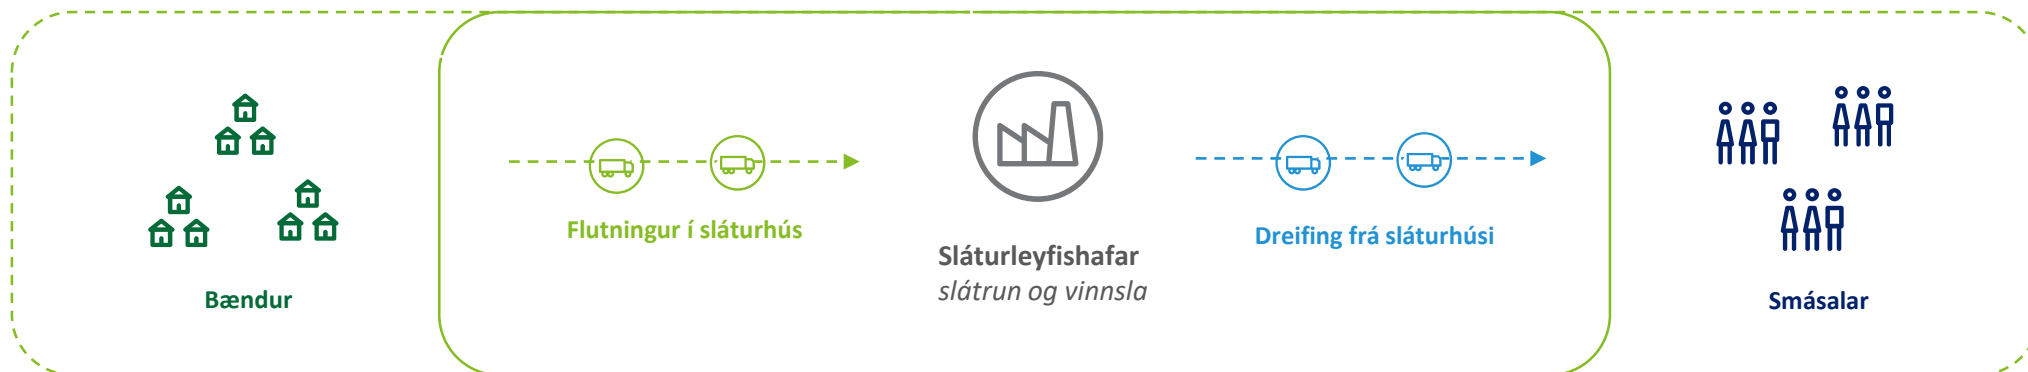 Bændur
Flutningur í sláturhús
Sláturleyfishafar
slátrun og vinnsla
Dreifing frá sláturhúsi
Smásalar